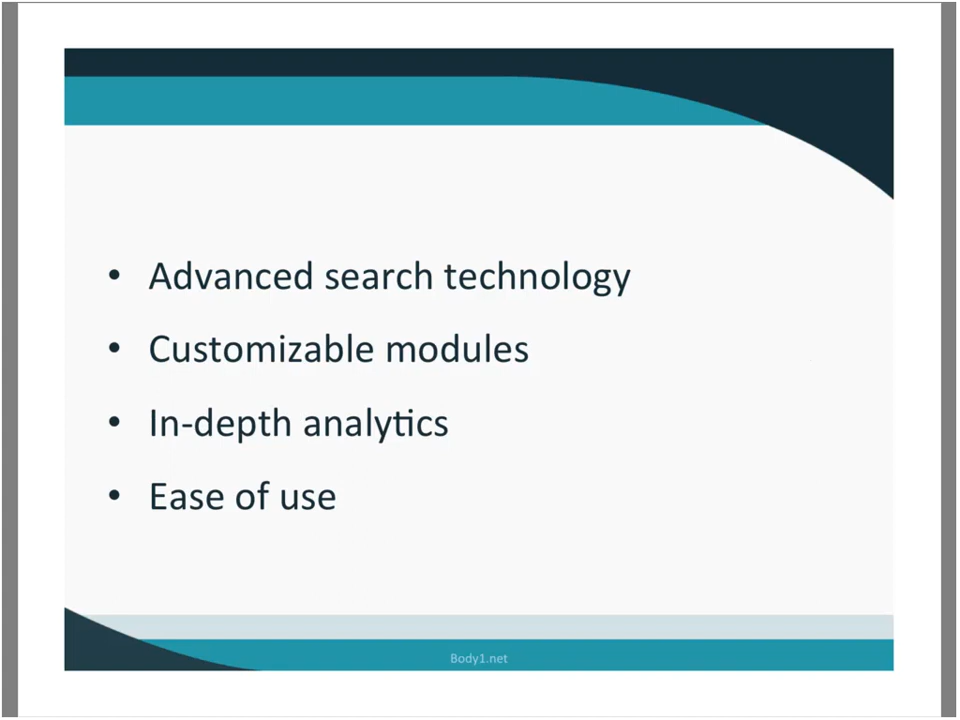 • Advanced search technology
• Customizable modules
• In-depth analytics
• Ease of use
Body1.net